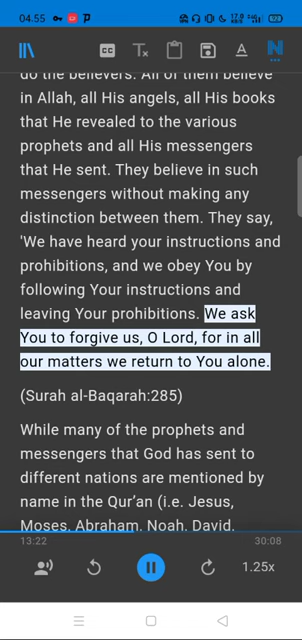 04.55
17.0
KB/S
4G
CC
N
do the believers. All of them believe
in Allah, all His angels, all His books
that He revealed to the various
prophets and all His messengers
that He sent. They believe in such
messengers without making any
distinction between them. They say,
'We have heard your instructions and
prohibitions, and we obey You by
following Your instructions and
leaving Your prohibitions. We ask
You to forgive us, O Lord, for in all
our matters we return to You alone.
(Surah al-Baqarah:285)
While many of the prophets and
messengers that God has sent to
different nations are mentioned by
name in the Qur’an (i.e. Jesus,
Moses, Abraham, Noah, David,
13:22
30:08
1.25x